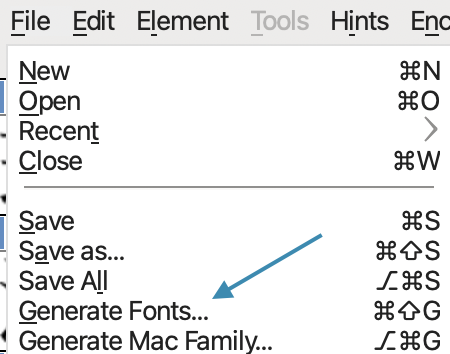 File Edit Element Tools Hints
New ⌘N
Open ⌘O
Recent
Close ⌘W
Save ⌘S
Save as... ⌘⇧S
Save All ⌥⌘S
Generate Fonts... ⌘⇧G
Generate Mac Family... ⌥⌘G